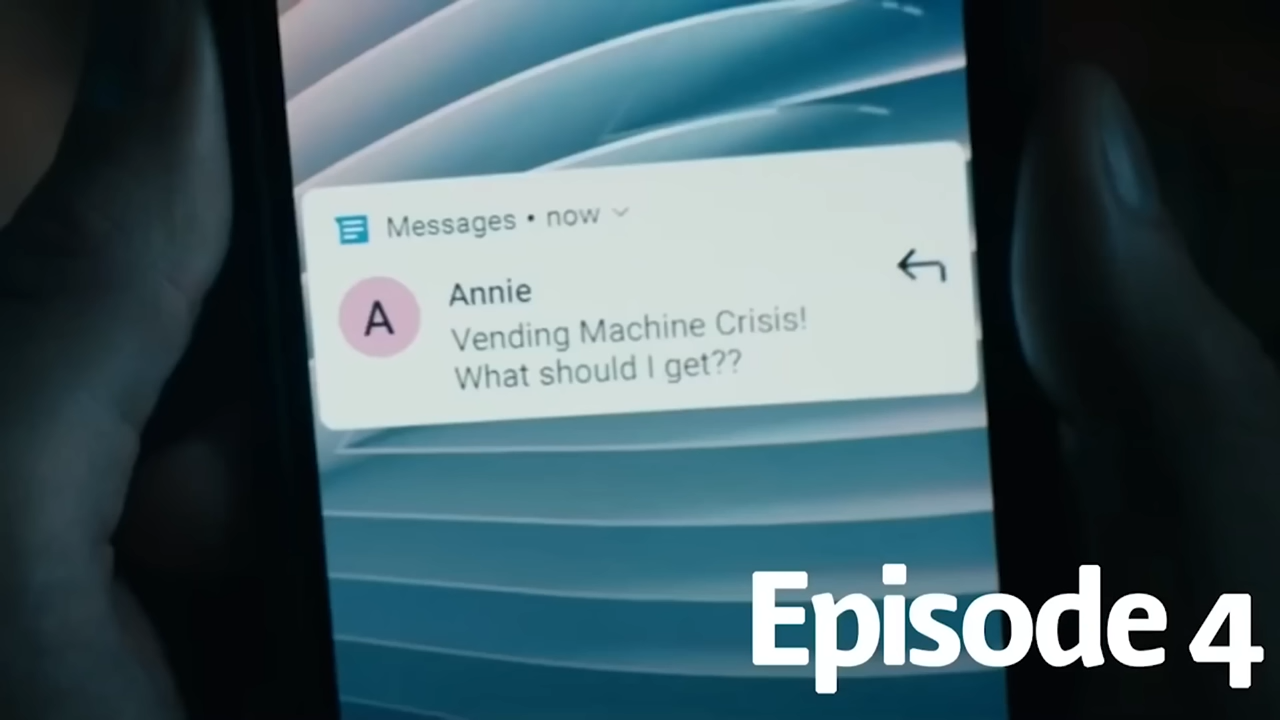 Messages • now
A
Annie
Vending Machine Crisis!
What should I get??
Episode 4